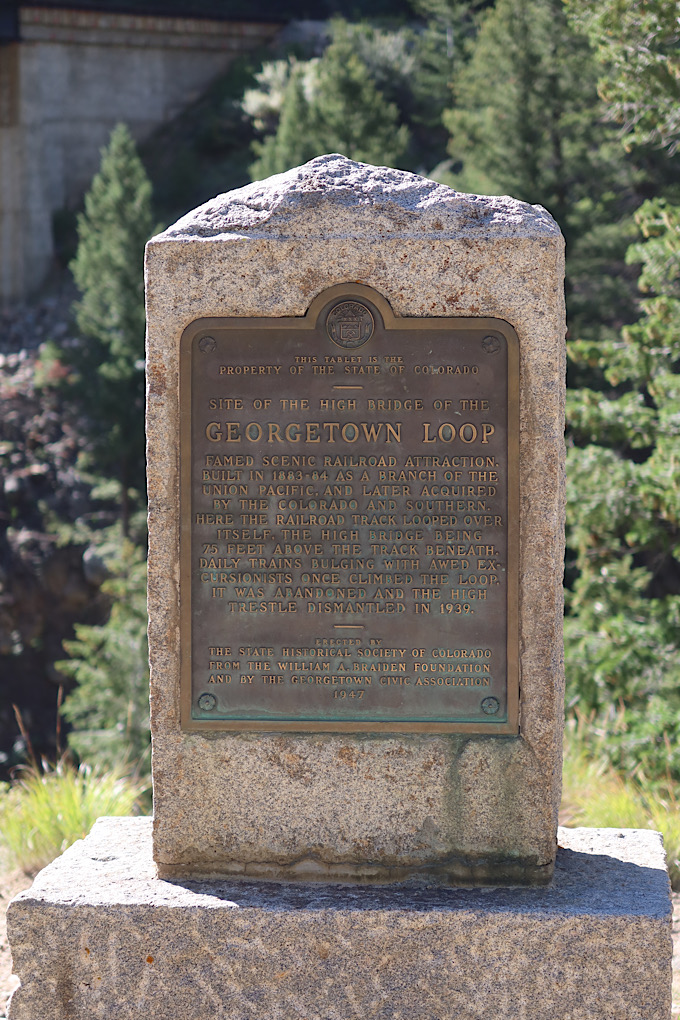 THIS TABLET IS THE
PROPERTY OF THE STATE OF COLORADO
SITE OF THE HIGH BRIDGE OF THE
GEORGETOWN LOOP
FAMED SCENIC RAILROAD ATTRACTION.
BUILT IN 1883-84 AS A BRANCH OF THE
UNION PACIFIC, AND LATER ACQUIRED
BY THE COLORADO AND SOUTHERN.
HERE THE RAILROAD TRACK LOOPED OVER
ITSELF, THE HIGH BRIDGE BEING
75 FEET ABOVE THE TRACK BENEATH.
DAILY TRAINS BULGING WITH AWED EX-
CURSIONISTS ONCE CLIMBED THE LOOP.
IT WAS ABANDONED AND THE HIGH
TRESTLE DISMANTLED IN 1939.
ERECTED BY
THE STATE HISTORICAL SOCIETY OF COLORADO
FROM THE WILLIAM A. BRAIDEN FOUNDATION
AND BY THE GEORGETOWN CIVIC ASSOCIATION
1947